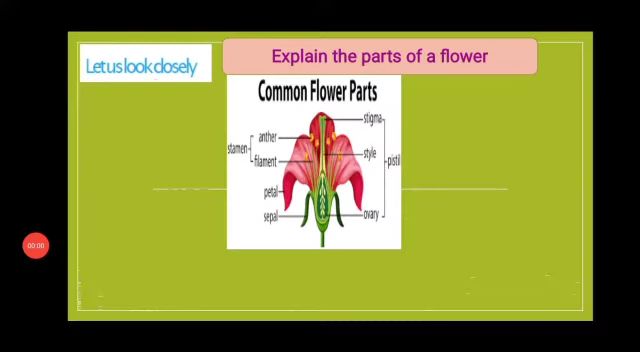 Let us look closely
Explain the parts of a flower
Common Flower Parts
stigma
anther
stamen
style
filament
pistil
petal
sepal
ovary
00:00